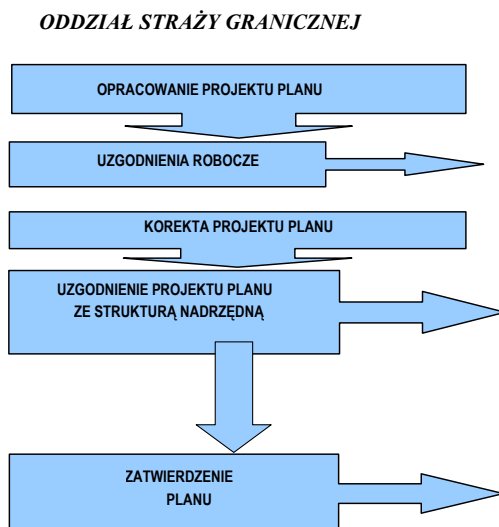 ODDZIAŁ STRAŻY GRANICZNEJ
OPRACOWANIE PROJEKTU PLANU
UZGODNIENIA ROBOCZE
KOREKTA PROJEKTU PLANU
UZGODNIENIE PROJEKTU PLANU
ZE STRUKTURĄ NADRZĘDNĄ
ZATWIERDZENIE
PLANU